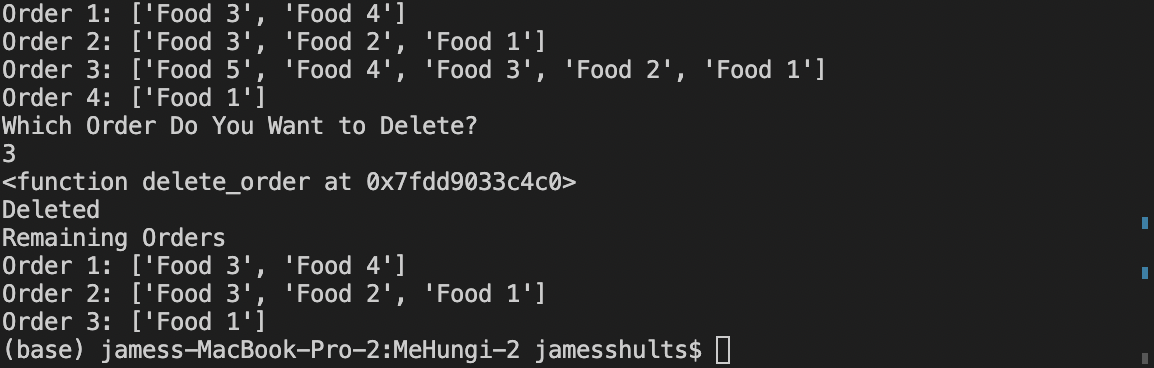 Order 1: ['Food 3', 'Food 4']
Order 2: ['Food 3', 'Food 2', 'Food 1']
Order 3: ['Food 5', 'Food 4', 'Food 3', 'Food 2', 'Food 1']
Order 4: ['Food 1']
Which Order Do You Want to Delete?
3
<function delete_order at 0x7fdd9033c4c0>
Deleted
Remaining Orders
Order 1: ['Food 3', 'Food 4']
Order 2: ['Food 3', 'Food 2', 'Food 1']
Order 3: ['Food 1']
(base) jamess-MacBook-Pro-2:MeHungi-2 jamesshults$